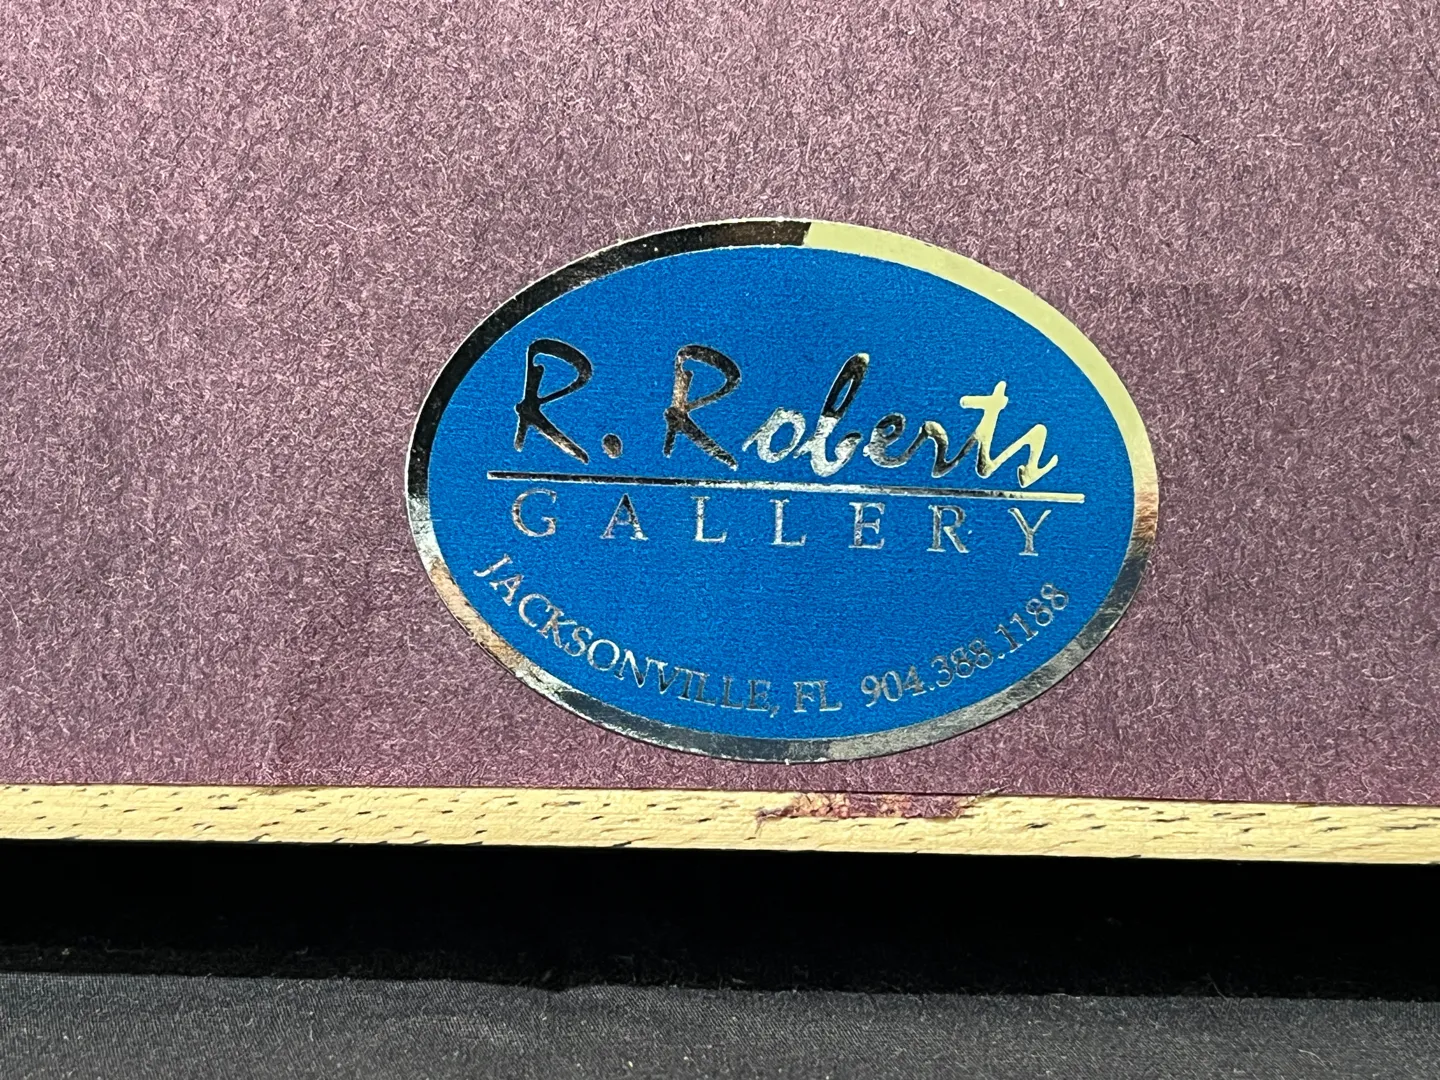 R. Roberts
GALLERY
JACKSONVILLE, FL 904.388.1188